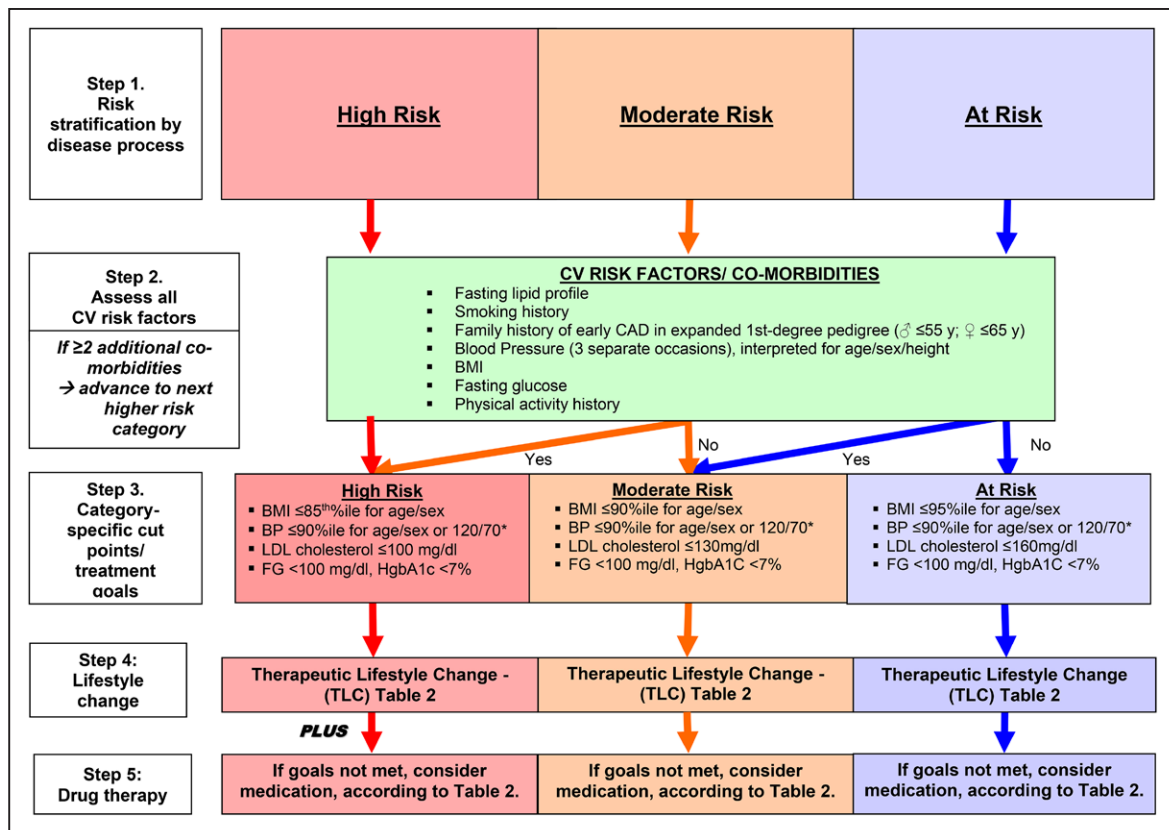 Step 1.
Risk
stratification by
disease process
High Risk
Moderate Risk
At Risk
Step 2.
Assess all
CV risk factors
If ≥2 additional co-
morbidities
→ advance to next
higher risk
category
CV RISK FACTORS/ CO-MORBIDITIES
▪ Fasting lipid profile
▪ Smoking history
▪ Family history of early CAD in expanded 1st-degree pedigree (♂ ≤55 y; ♀ ≤65 y)
▪ Blood Pressure (3 separate occasions), interpreted for age/sex/height
▪ BMI
▪ Fasting glucose
▪ Physical activity history
Yes
No
Yes
No
Step 3.
Category-
specific cut
points/
treatment
goals
High Risk
▪ BMI ≤85th%ile for age/sex
▪ BP ≤90%ile for age/sex or 120/70*
▪ LDL cholesterol ≤100 mg/dl
▪ FG <100 mg/dl, HgbA1c <7%
Moderate Risk
▪ BMI ≤90%ile for age/sex
▪ BP ≤90%ile for age/sex or 120/70*
▪ LDL cholesterol ≤130mg/dl
▪ FG <100 mg/dl, HgbA1C <7%
At Risk
▪ BMI ≤95%ile for age/sex
▪ BP ≤90%ile for age/sex or 120/70*
▪ LDL cholesterol ≤160mg/dl
▪ FG <100 mg/dl, HgbA1C <7%
Step 4:
Lifestyle
change
Therapeutic Lifestyle Change -
(TLC) Table 2
Therapeutic Lifestyle Change -
(TLC) Table 2
Therapeutic Lifestyle Change
(TLC) Table 2
PLUS
Step 5:
Drug therapy
If goals not met, consider
medication, according to Table 2.
If goals not met, consider
medication, according to Table 2.
If goals not met, consider
medication, according to Table 2.